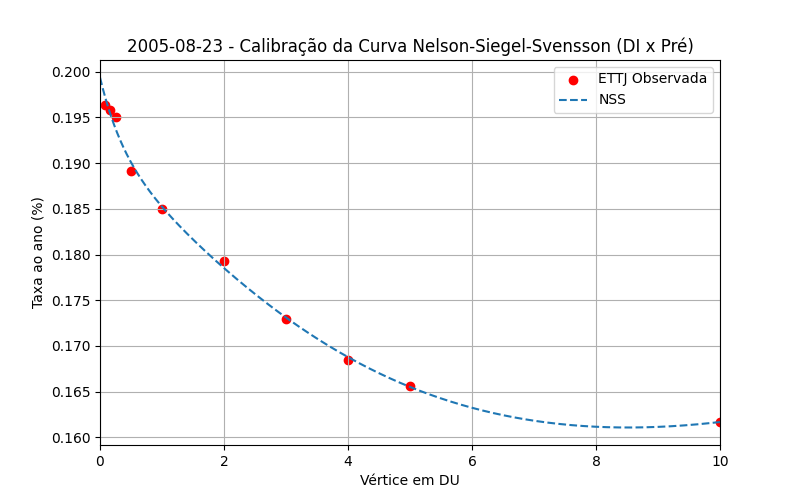 2005-08-23 - Calibração da Curva Nelson-Siegel-Svensson (DI x Pré)
ETTJ Observada
NSS
Taxa ao ano (%)
0.200
0.195
0.190
0.185
0.180
0.175
0.170
0.165
0.160
0 2 4 6 8 10
Vértice em DU